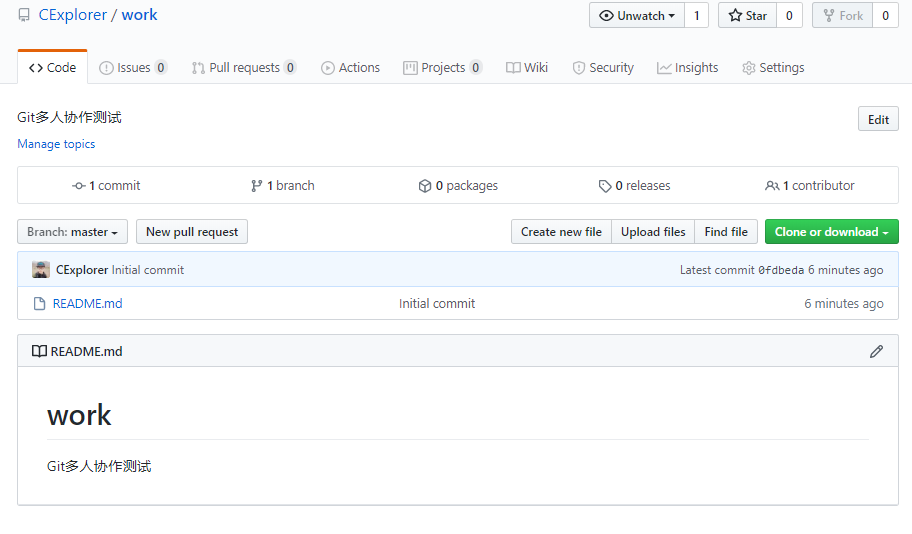 CExplorer / work Unwatch 1 Star 0 Fork 0
Code Issues 0 Pull requests 0 Actions Projects 0 Wiki Security Insights Settings
Git多人协作测试 Edit
Manage topics
1 commit 1 branch 0 packages 0 releases 1 contributor
Branch: master New pull request Create new file Upload files Find file Clone or download
CExplorer Initial commit Latest commit 0fdbeda 6 minutes ago
README.md Initial commit 6 minutes ago
README.md
work
Git多人协作测试